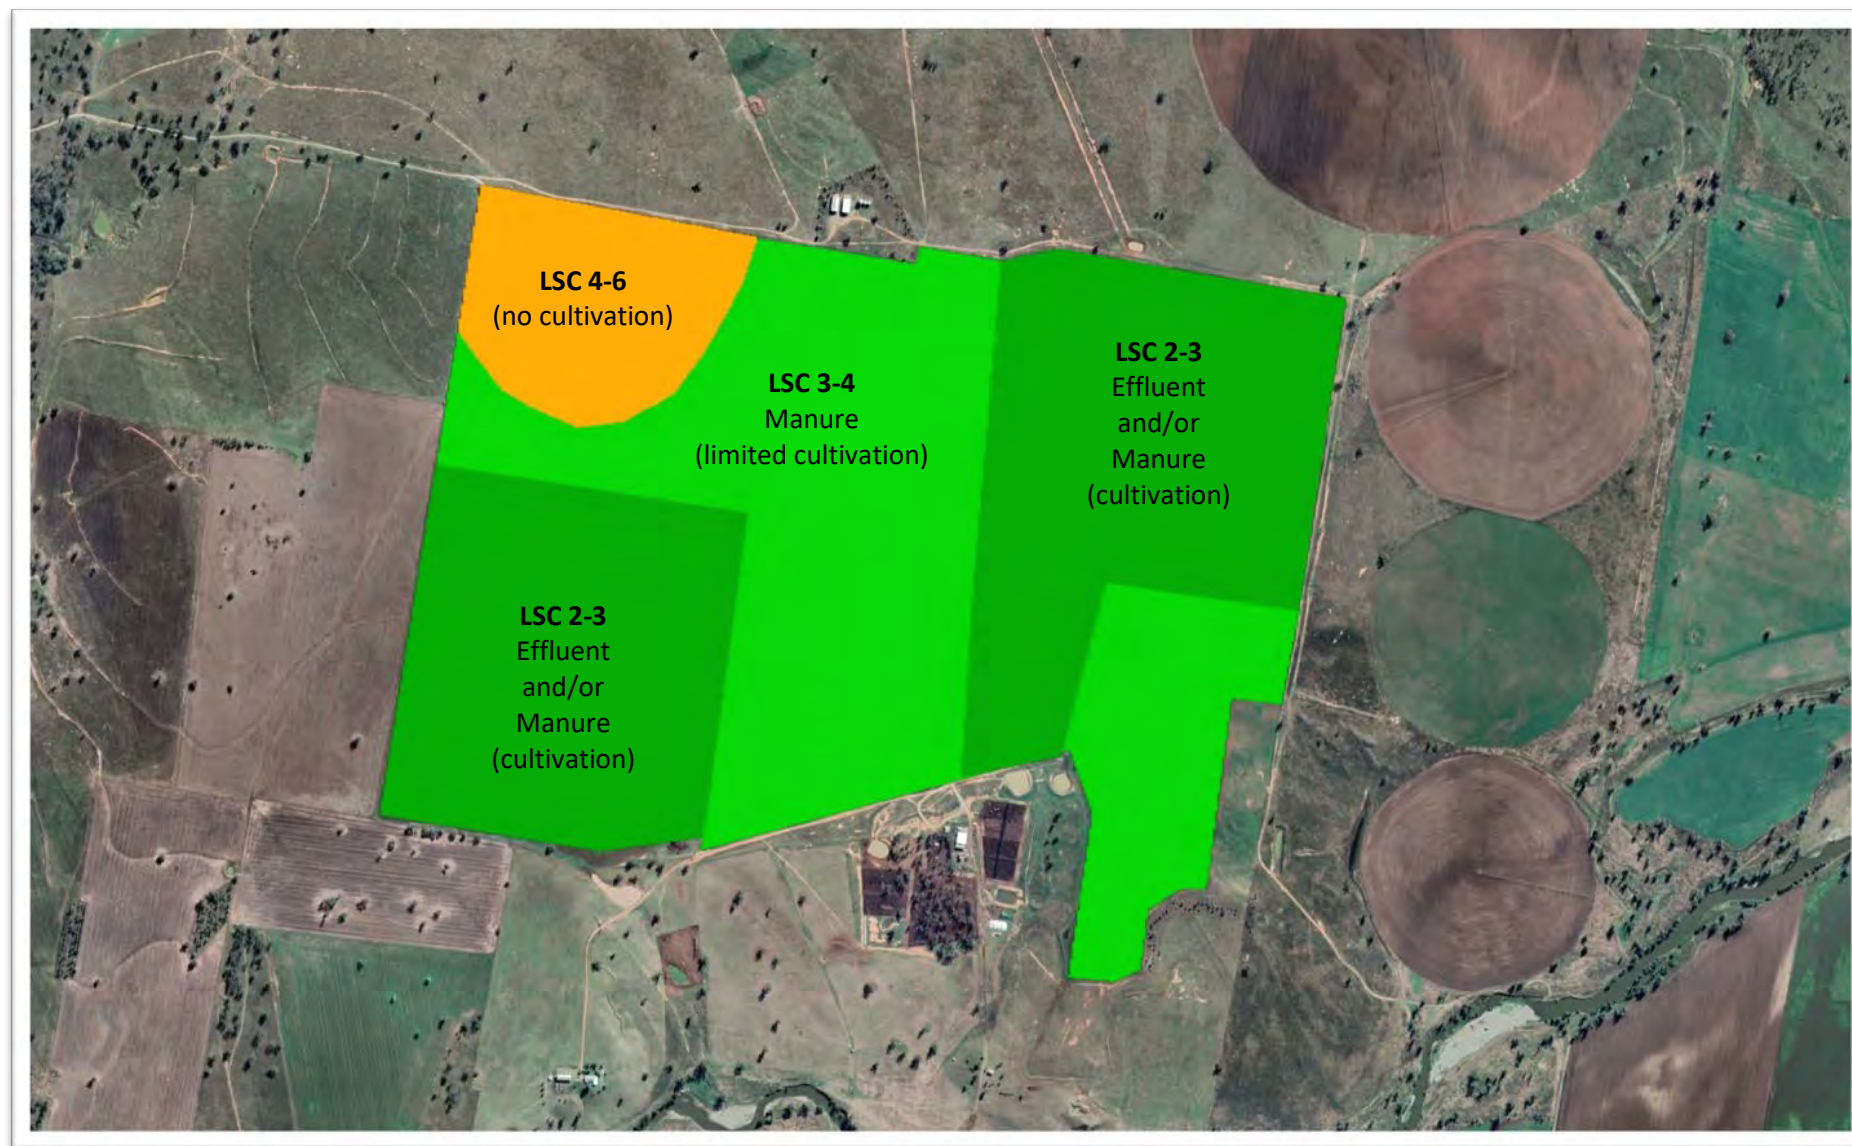 LSC 4-6
(no cultivation)
LSC 3-4
Manure
(limited cultivation)
LSC 2-3
Effluent
and/or
Manure
(cultivation)
LSC 2-3
Effluent
and/or
Manure
(cultivation)